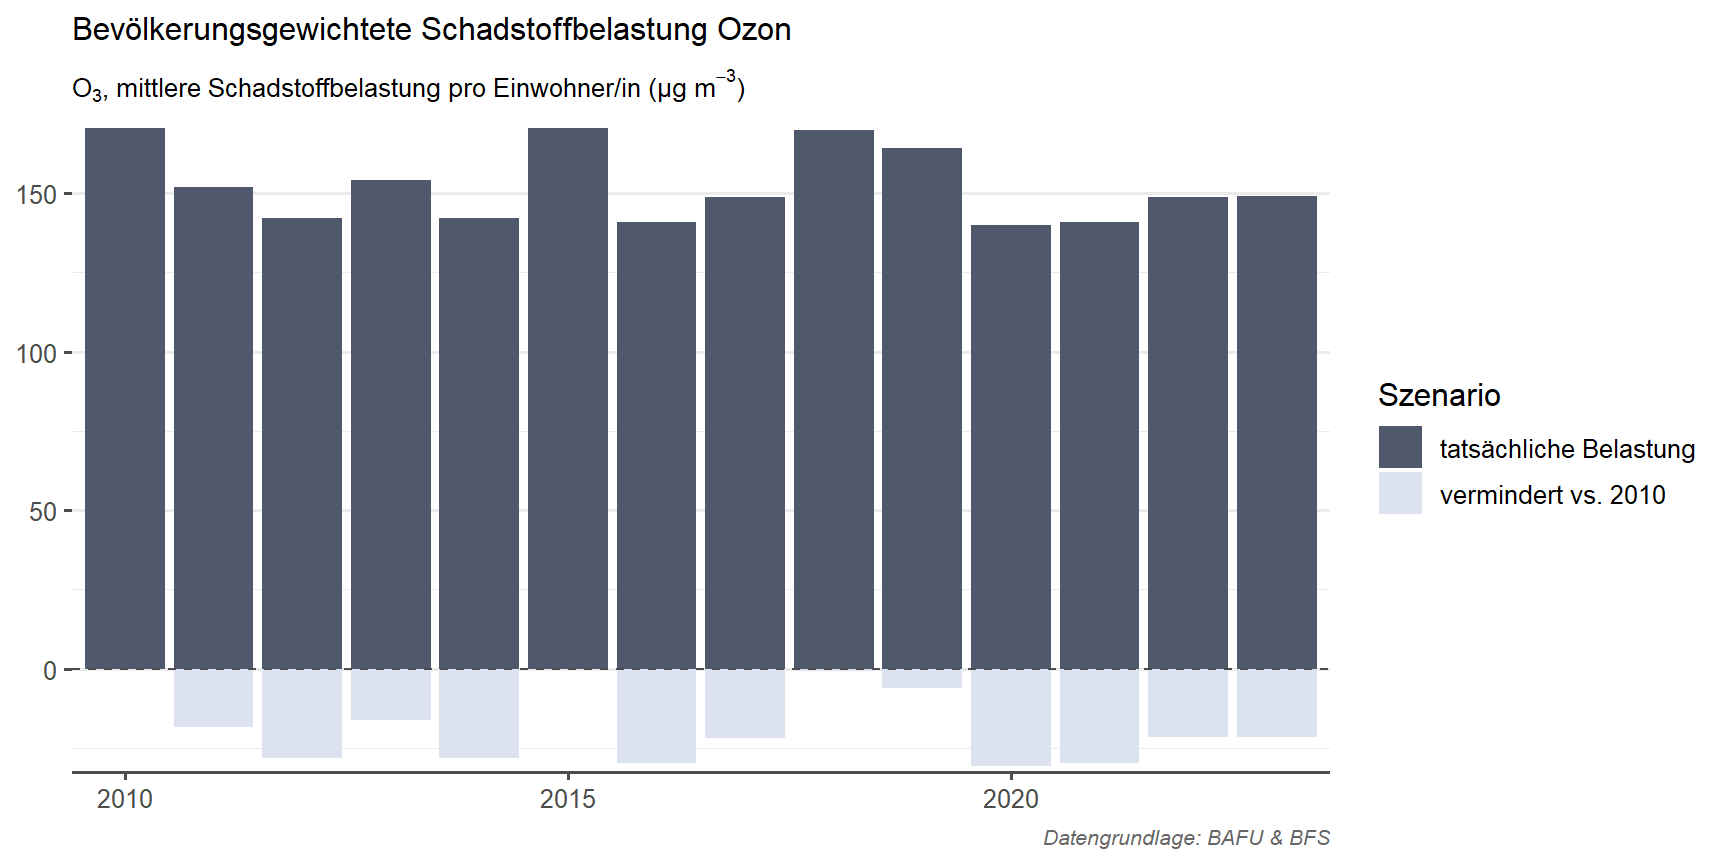 Bevölkerungsgewichtete Schadstoffbelastung Ozon
O₃, mittlere Schadstoffbelastung pro Einwohner/in (µg m⁻³)
150
100
50
0
2010 2015 2020
Szenario
tatsächliche Belastung
vermindert vs. 2010
Datengrundlage: BAFU & BFS